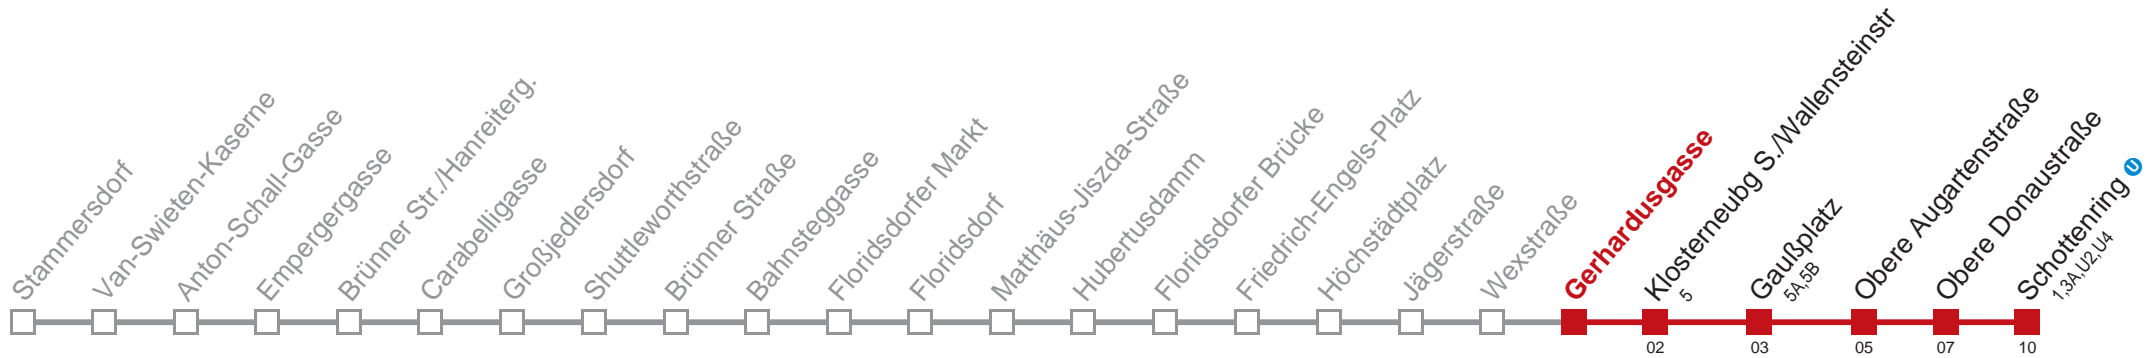 Stammersdorf
Van-Swieten-Kaserne
Anton-Schall-Gasse
Empergergasse
Brünner Str./Hanreiterg.
Carabelligasse
Großjedlersdorf
Shuttleworthstraße
Brünner Straße
Bahnsteggasse
Floridsdorfer Markt
Floridsdorf
Matthäus-Jiszda-Straße
Hubertusdamm
Floridsdorfer Brücke
Friedrich-Engels-Platz
Höchstädtplatz
Jägerstraße
Wexstraße
Gerhardusgasse
Klosterneubg S./Wallensteinstr
5
02
Gaußplatz
5A,5B
03
Obere Augartenstraße
05
Obere Donaustraße
07
Schottenring U
1,3A,U2,U4
10